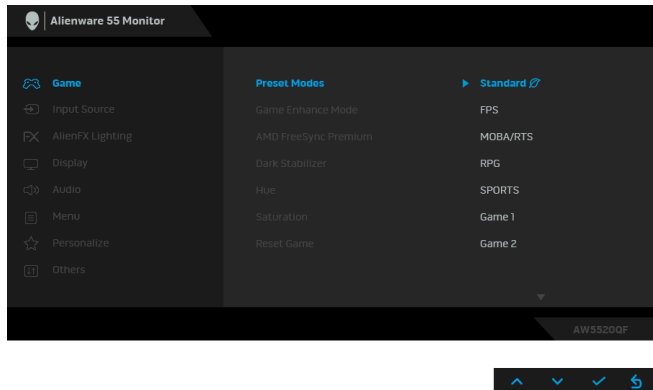 Alienware 55 Monitor
Game
Preset Modes
Standard
Input Source
Game Enhance Mode
FPS
AlienFX Lighting
AMD FreeSync Premium
MOBA/RTS
Display
Dark Stabilizer
RPG
Audio
Hue
SPORTS
Menu
Saturation
Game 1
Personalize
Reset Game
Game 2
Others
AW5520QF